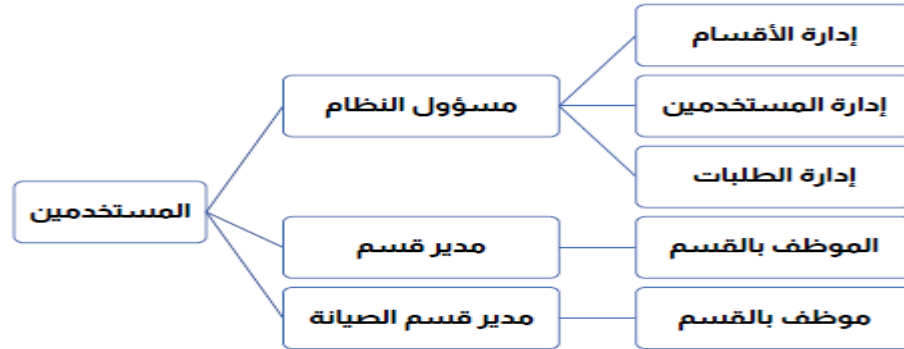 المستخدمين
مسؤول النظام
إدارة الأقسام
إدارة المستخدمين
إدارة الطلبات
مدير قسم
الموظف بالقسم
مدير قسم الصيانة
موظف بالقسم